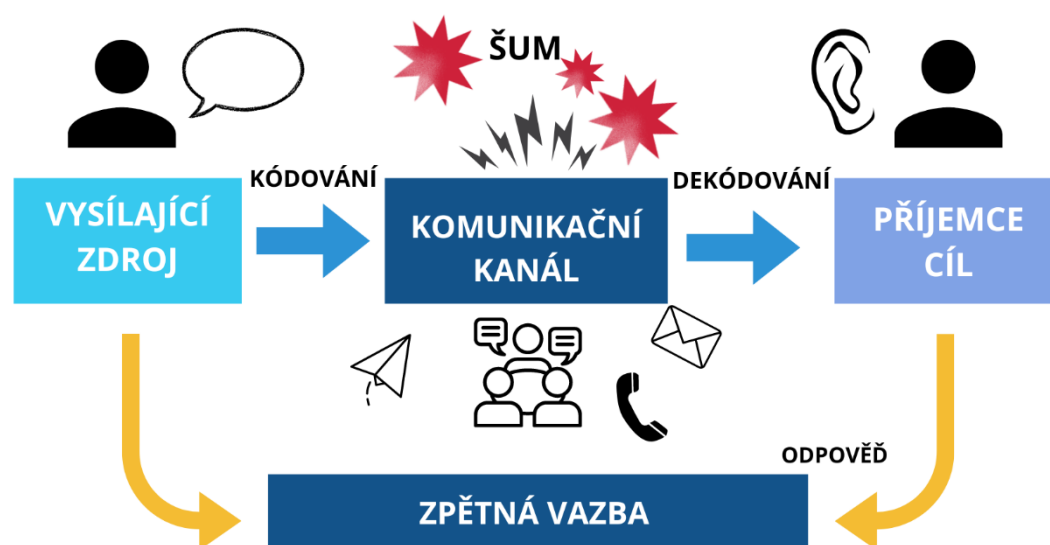 ŠUM
KÓDOVÁNÍ
DEKÓDOVÁNÍ
VYSÍLAJÍCÍ
ZDROJ
KOMUNIKAČNÍ
KANÁL
PŘÍJEMCE
CÍL
ODPOVĚĎ
ZPĚTNÁ VAZBA